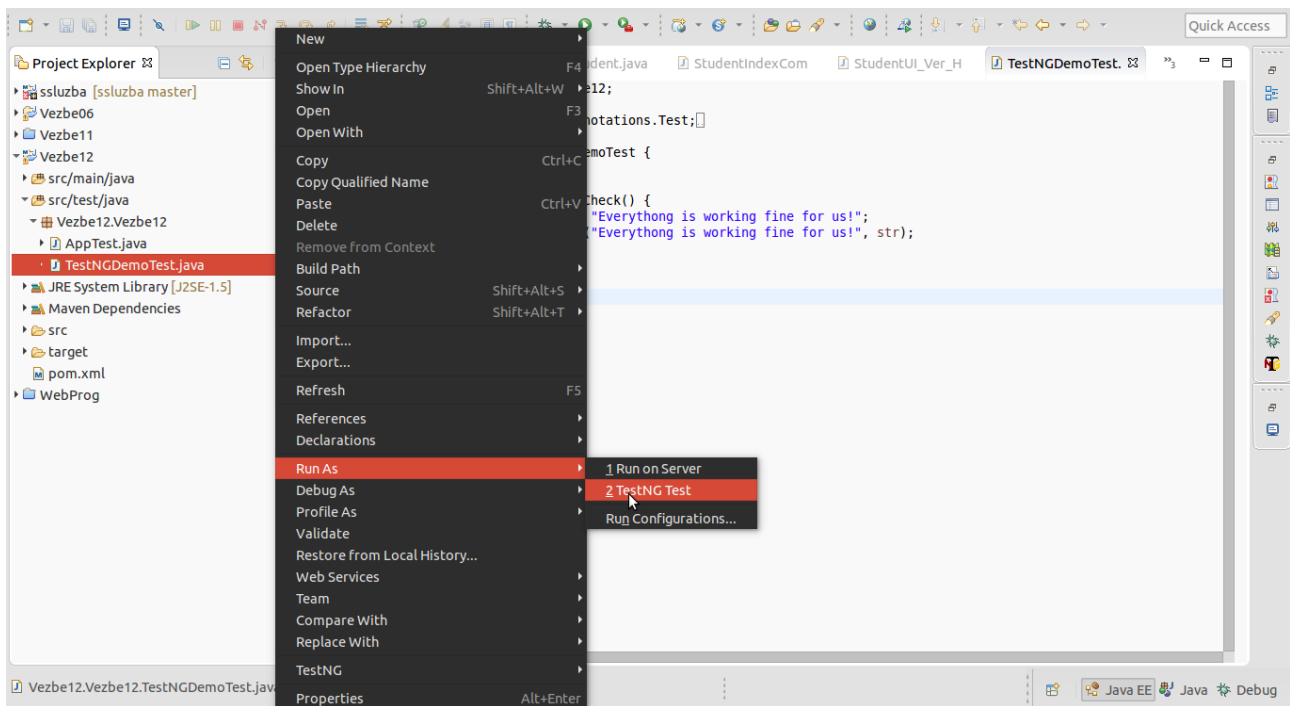 Quick Access
Project Explorer
ssluzba [ssluzba master]
Vezbe06
Vezbe11
Vezbe12
src/main/java
src/test/java
Vezbe12.Vezbe12
AppTest.java
TestNGDemoTest.java
JRE System Library [J2SE-1.5]
Maven Dependencies
src
target
pom.xml
WebProg
New
Open Type Hierarchy F4
Show In Shift+Alt+W
Open F3
Open With
Copy Ctrl+C
Copy Qualified Name
Paste Ctrl+V
Delete
Remove from Context
Build Path
Source Shift+Alt+S
Refactor Shift+Alt+T
Import...
Export...
Refresh F5
References
Declarations
Run As
Debug As
Profile As
Validate
Restore from Local History...
Web Services
Team
Compare With
Replace With
TestNG
Properties Alt+Enter
1 Run on Server
2 TestNG Test
Run Configurations...
dent.java StudentIndexCom StudentUI_Ver_H TestNGDemoTest. »3
e12;
notations.Test;
emoTest {
Check() {
"Everythong is working fine for us!";
("Everythong is working fine for us!", str);
Vezbe12.Vezbe12.TestNGDemoTest.jav
Java EE Java Debug